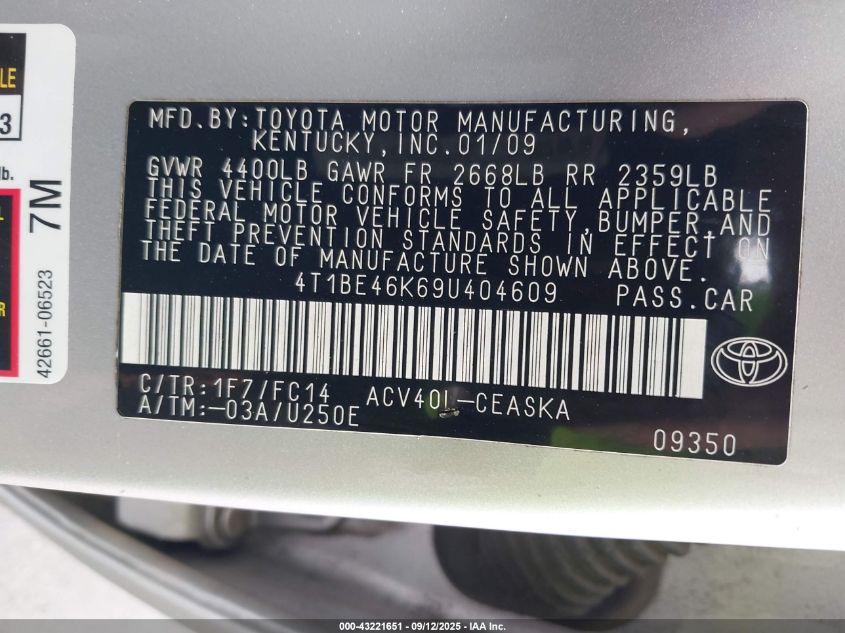 LE
3
lb.
L
R
7M
42661-06523
MFD.BY:TOYOTA MOTOR MANUFACTURING,
KENTUCKY,INC.01/09
GVWR 4400LB GAWR FR 2668LB RR 2359LB
THIS VEHICLE CONFORMS TO ALL APPLICABLE
FEDERAL MOTOR VEHICLE SAFETY,BUMPER,AND
THEFT PREVENTION STANDARDS IN EFFECT ON
THE DATE OF MANUFACTURE SHOWN ABOVE.
4T1BE46K69U404609 PASS.CAR
C/TR:1F7/FC14 ACV40L-CEASKA
A/TM:-03A/U250E
09350
000-43221651 - 09/12/2025 - IAA Inc.